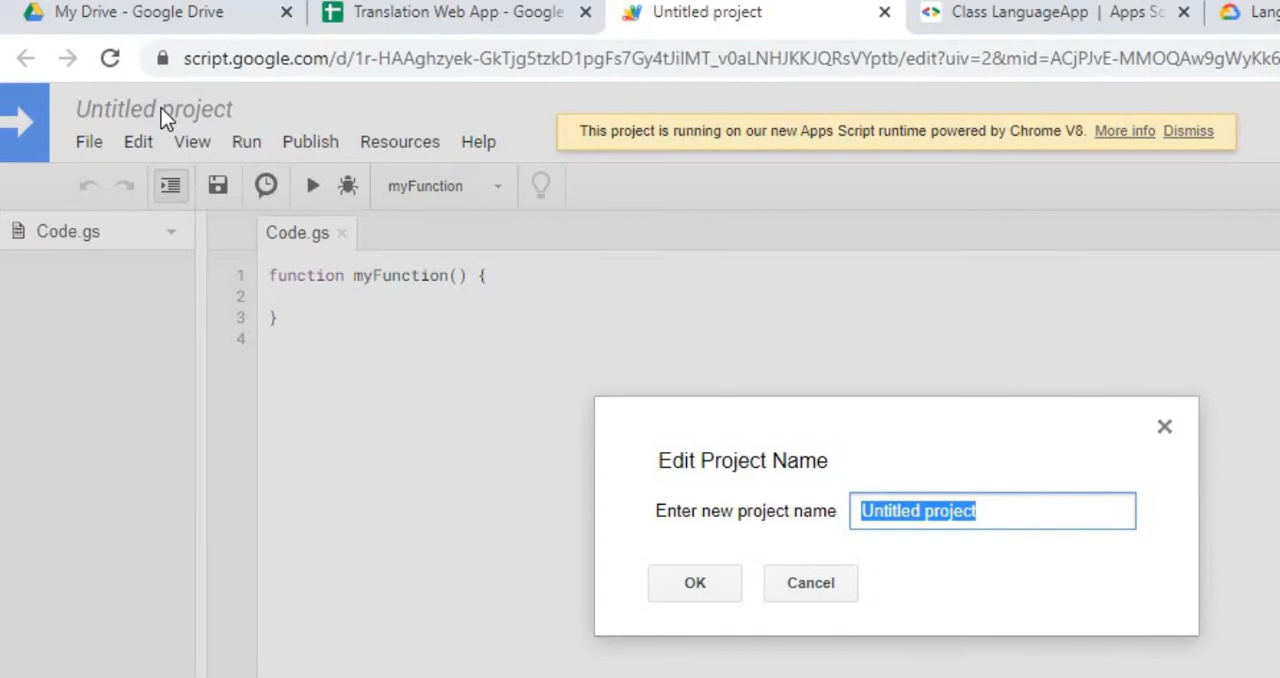 My Drive - Google Drive
Translation Web App - Google
Untitled project
Class LanguageApp | Apps Sc
Lang
script.google.com/d/1r-HAAghzyek-GkTjg5tzkD1pgFs7Gy4tJilMT_v0aLNHJKKJQRsVYptb/edit?uiv=2&mid=ACjPJvE-MMOQAw9gWyKk6
Untitled project
File Edit View Run Publish Resources Help
This project is running on our new Apps Script runtime powered by Chrome V8. More info Dismiss
myFunction
Code.gs
Code.gs
1 function myFunction() {
2
3 }
4
Edit Project Name
Enter new project name Untitled project
OK Cancel